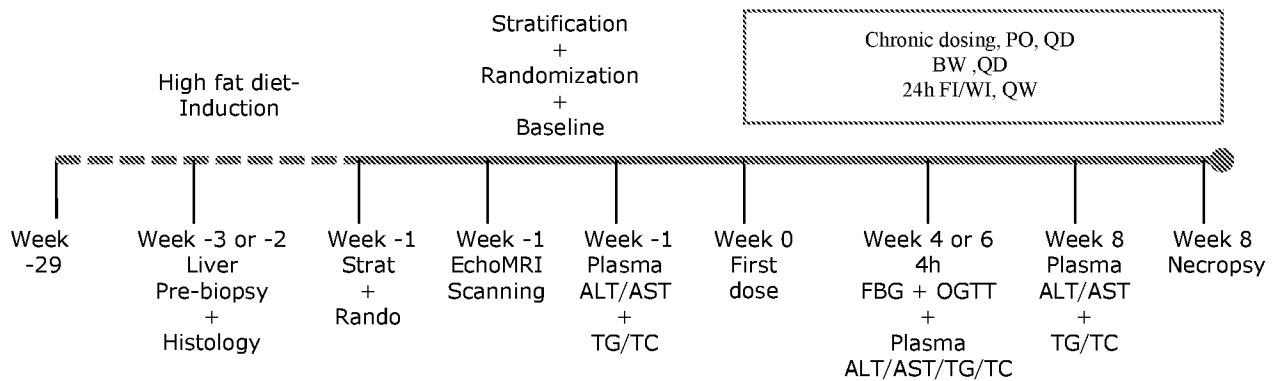 Stratification
+
Randomization
+
Baseline
High fat diet-
Induction
Chronic dosing, PO, QD
BW ,QD
24h FI/WI, QW
Week
-29
Week -3 or -2
Liver
Pre-biopsy
+
Histology
Week -1
Strat
+
Rando
Week -1
EchoMRI
Scanning
Week -1
Plasma
ALT/AST
+
TG/TC
Week 0
First
dose
Week 4 or 6
4h
FBG + OGTT
+
Plasma
ALT/AST/TG/TC
Week 8
Plasma
ALT/AST
+
TG/TC
Week 8
Necropsy